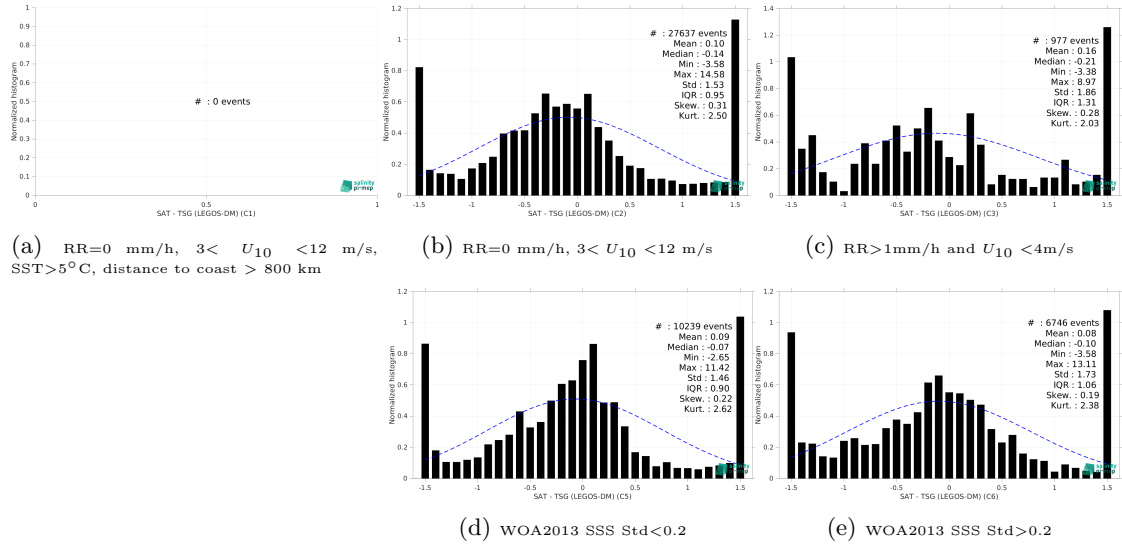 1
0.9
0.8
0.7
0.6
0.5
0.4
0.3
0.2
0.1
0
Normalized histogram
# : 0 events
salinity
pi-mep
0
0.5
1
SAT - TSG (LEGOS-DM) (C1)
(a) RR=0 mm/h, 3< U10 <12 m/s,
SST>5°C, distance to coast > 800 km
1.2
1
0.8
0.6
0.4
0.2
0
Normalized histogram
# : 27637 events
Mean : 0.10
Median : -0.14
Min : -3.58
Max : 14.58
Std : 1.53
IQR : 0.95
Skew. : 0.31
Kurt. : 2.50
salinity
pi-mep
-1.5
-1
-0.5
0
0.5
1
1.5
SAT - TSG (LEGOS-DM) (C2)
(b) RR=0 mm/h, 3< U10 <12 m/s
1.4
1.2
1
0.8
0.6
0.4
0.2
0
Normalized histogram
# : 977 events
Mean : 0.16
Median : -0.21
Min : -3.38
Max : 8.97
Std : 1.86
IQR : 1.31
Skew. : 0.28
Kurt. : 2.03
salinity
pi-mep
-1.5
-1
-0.5
0
0.5
1
1.5
SAT - TSG (LEGOS-DM) (C3)
(c) RR>1mm/h and U10 <4m/s
1.2
1
0.8
0.6
0.4
0.2
0
Normalized histogram
# : 10239 events
Mean : 0.09
Median : -0.07
Min : -2.65
Max : 11.42
Std : 1.46
IQR : 0.90
Skew. : 0.22
Kurt. : 2.62
salinity
pi-mep
-1.5
-1
-0.5
0
0.5
1
1.5
SAT - TSG (LEGOS-DM) (C5)
(d) WOA2013 SSS Std<0.2
1.2
1
0.8
0.6
0.4
0.2
0
Normalized histogram
# : 6746 events
Mean : 0.08
Median : -0.10
Min : -3.58
Max : 13.11
Std : 1.73
IQR : 1.06
Skew. : 0.19
Kurt. : 2.38
salinity
pi-mep
-1.5
-1
-0.5
0
0.5
1
1.5
SAT - TSG (LEGOS-DM) (C6)
(e) WOA2013 SSS Std>0.2